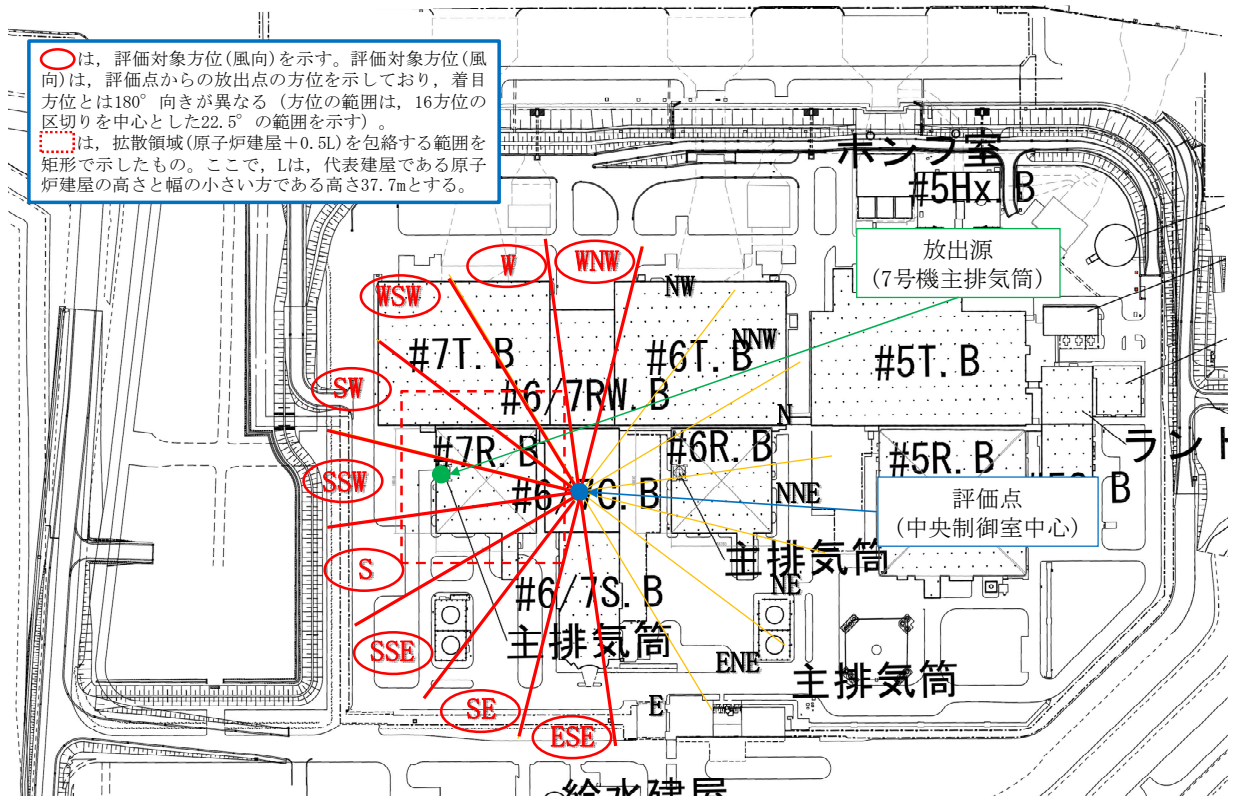 は，評価対象方位(風向)を示す。評価対象方位(風
向)は，評価点からの放出点の方位を示しており，着目
方位とは180°向きが異なる（方位の範囲は，16方位の
区切りを中心とした22.5°の範囲を示す）。
は，拡散領域(原子炉建屋＋0.5L)を包絡する範囲を
矩形で示したもの。ここで，Lは，代表建屋である原子
炉建屋の高さと幅の小さい方である高さ37.7mとする。
ポンプ室
#5Hx.B
放出源
(7号機主排気筒)
W
WNW
WSW
NW
NNW
#7T.B
#6T.B
#5T.B
#6/7RW.B
SW
N
#7R.B
#6R.B
#5R.B
SSW
#6/7C.B
NNE
B
評価点
(中央制御室中心)
S
主排気筒
#6/7S.B
NE
主排気筒
SSE
ENE
主排気筒
SE
E
ESE
給水建屋